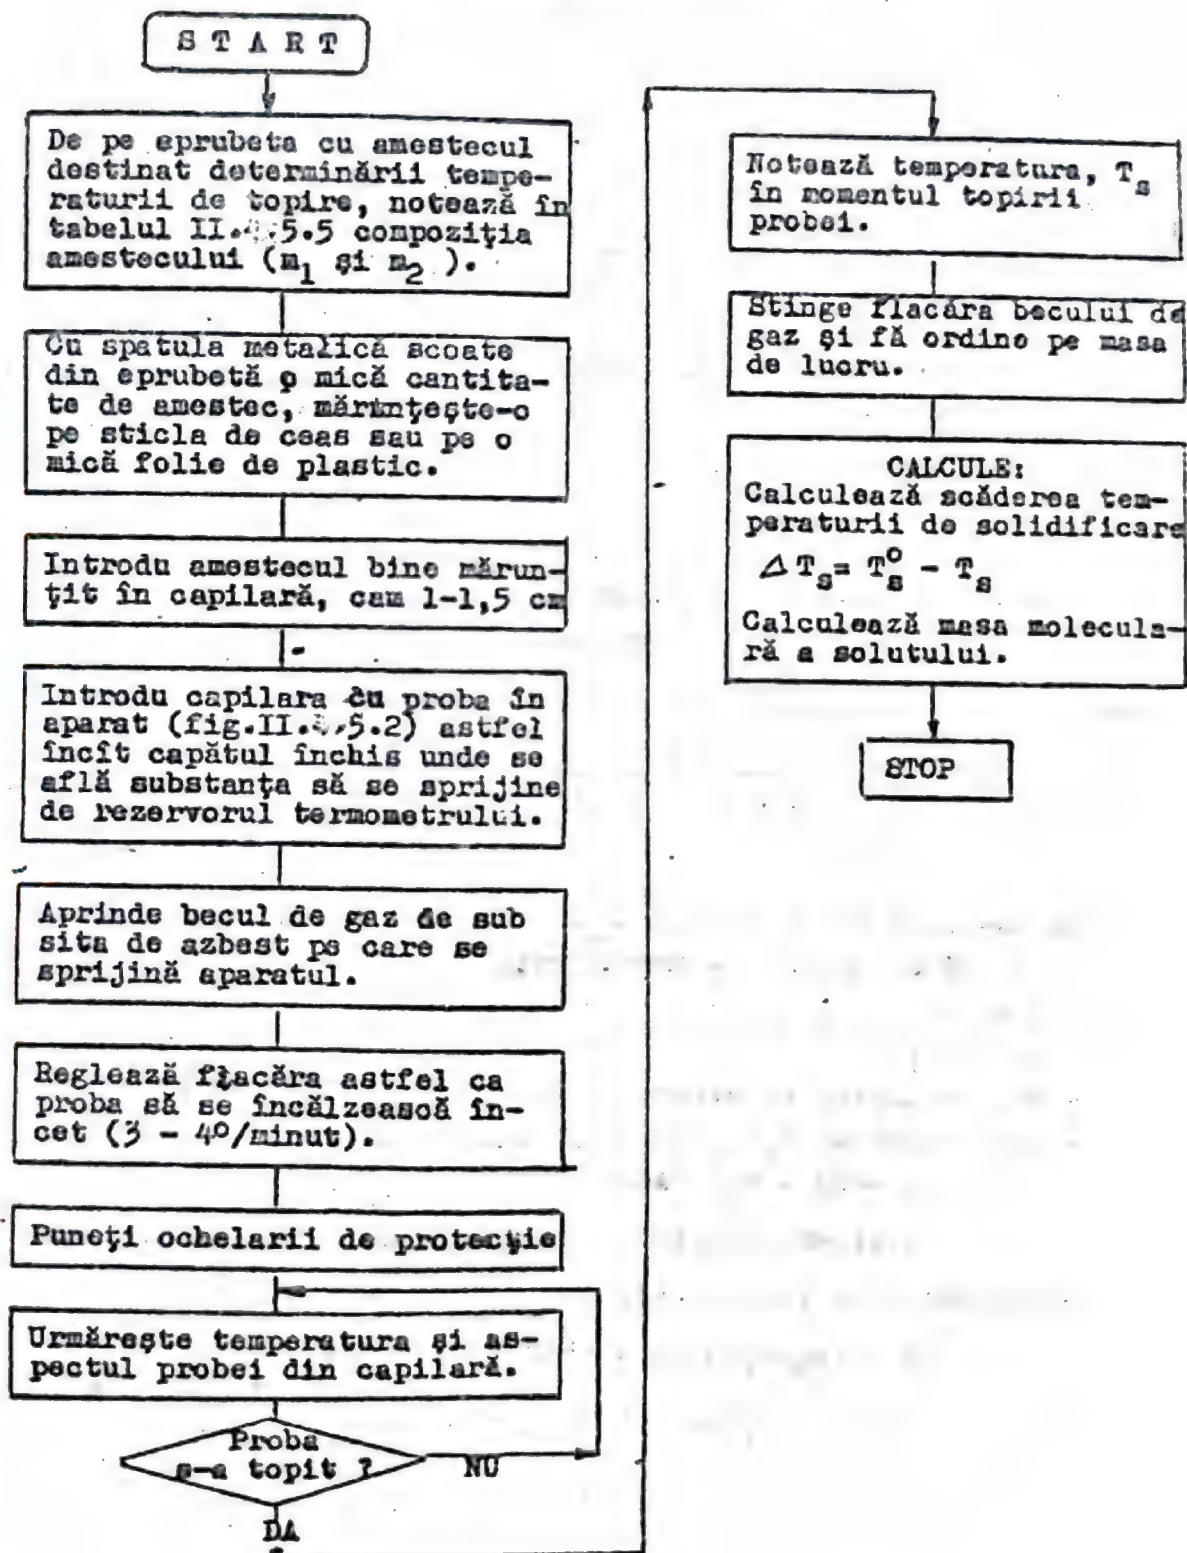 S T A R T
De pe eprubeta cu amestecul
destinat determinării tempe-
raturii de topire, notează în
tabelul II.4.5.5 compoziția
amestecului (m₁ și m₂ ).
Cu spatula metalică scoate
din eprubetă o mică cantita-
te de amestec, mărunțește-o
pe sticla de ceas sau pe o
mică folie de plastic.
Introdu amestecul bine mărun-
țit în capilară, cam 1-1,5 cm
Introdu capilara cu proba în
aparat (fig.II.4.5.2) astfel
încît capătul închis unde se
află substanța să se sprijine
de rezervorul termometrului.
Aprinde becul de gaz de sub
sita de azbest pe care se
sprijină aparatul.
Reglează flacăra astfel ca
proba să se încălzească în-
cet (3 - 4º/minut).
Puneți ochelarii de protecție
Urmărește temperatura și as-
pectul probei din capilară.
Proba
s-a topit ?
NU
DA
Notează temperatura, Tₛ
în momentul topirii
probei.
Stinge flacăra becului de
gaz și fă ordine pe masa
de lucru.
CALCULE:
Calculează scăderea tem-
peraturii de solidificare
△ Tₛ= Tₛ⁰ - Tₛ
Calculează masa molecula-
ră a solutului.
STOP